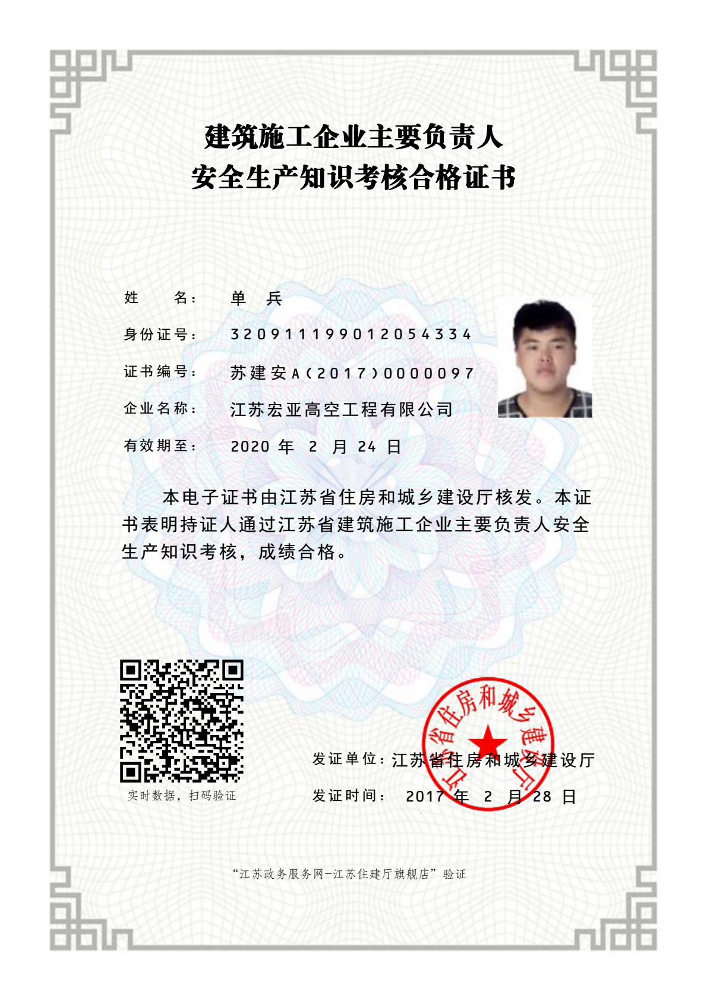 建筑施工企业主要负责人
安全生产知识考核合格证书
姓 名： 单 兵
身份证号： 320911199012054334
证书编号： 苏建安A(2017)0000097
企业名称： 江苏宏亚高空工程有限公司
有效期至： 2020 年 2 月 24 日
本电子证书由江苏省住房和城乡建设厅核发。本证
书表明持证人通过江苏省建筑施工企业主要负责人安全
生产知识考核，成绩合格。
江苏省住房和城乡建设厅
发证单位：江苏省住房和城乡建设厅
发证时间： 2017 年 2 月 28 日
实时数据，扫码验证
“江苏政务服务网-江苏住建厅旗舰店”验证